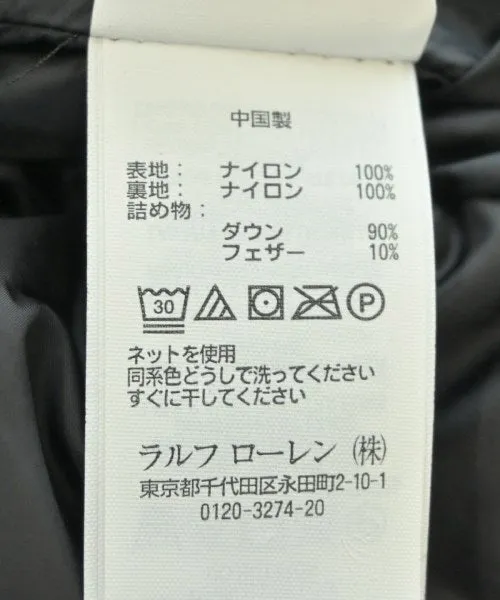 中国製
表地： ナイロン 100%
裏地： ナイロン 100%
詰め物：
ダウン 90%
フェザー 10%
30 P
ネットを使用
同系色どうしで洗ってください
すぐに干してください
ラルフ ローレン (株)
東京都千代田区永田町2-10-1
0120-3274-20